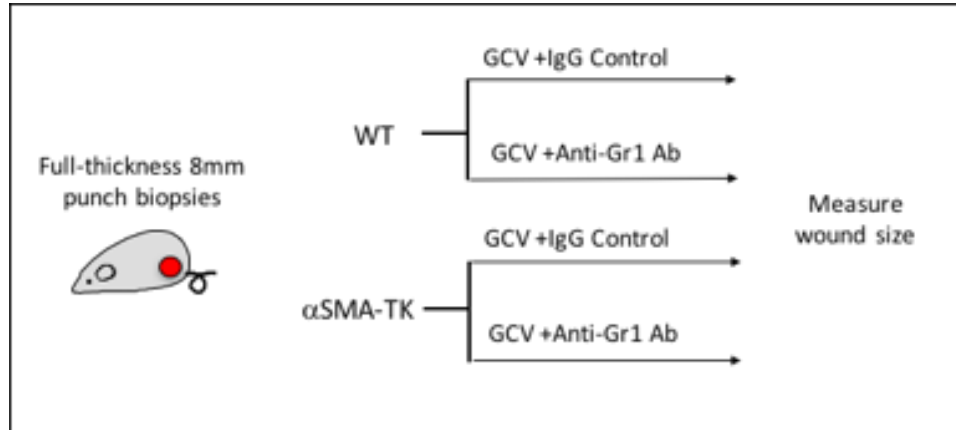 Full-thickness 8mm
punch biopsies
WT
GCV +IgG Control
GCV +Anti-Gr1 Ab
αSMA-TK
GCV +IgG Control
GCV +Anti-Gr1 Ab
Measure
wound size